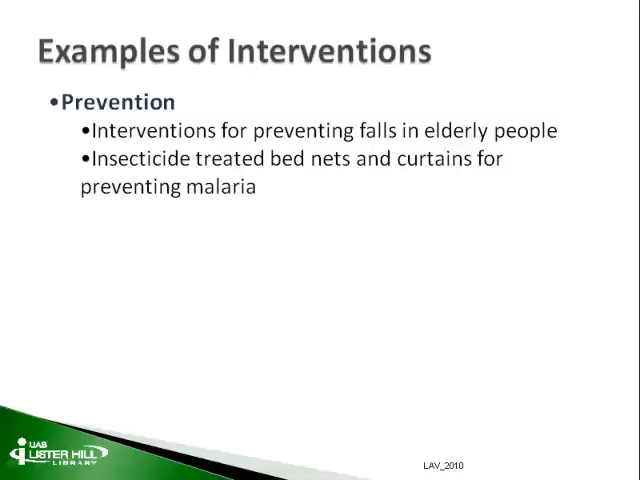 Examples of Interventions
•Prevention
•Interventions for preventing falls in elderly people
•Insecticide treated bed nets and curtains for
preventing malaria
UAB
LISTER HILL
LIBRARY
LAV_2010